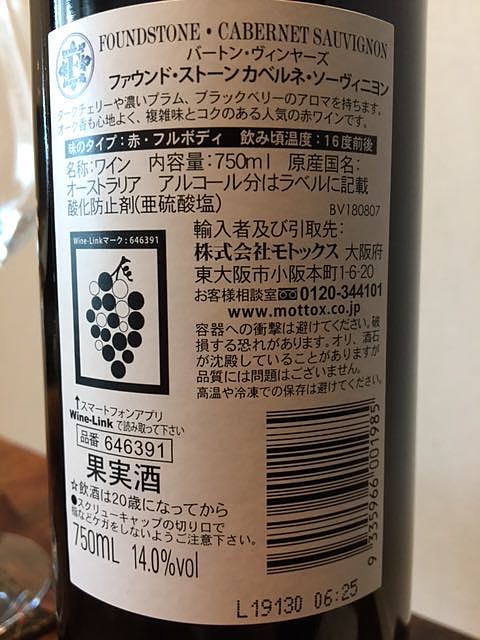 FOUNDSTONE・CABERNET SAUVIGNON
バートン・ヴィンヤーズ
ファウンド・ストーン カベルネ・ソーヴィニヨン
ダークチェリーや濃いプラム、ブラックベリーのアロマを持ちます。
オーク香も心地よく、複雑味とコクのある人気の赤ワインです。
味のタイプ:赤・フルボディ 飲み頃温度:16度前後
名称:ワイン 内容量:750ml 原産国名:
オーストラリア アルコール分はラベルに記載
酸化防止剤(亜硫酸塩)
BV180807
Wine-Linkマーク:646391
輸入者及び引取先:
株式会社モトックス 大阪府
東大阪市小阪本町1-6-20
お客様相談室 0120-344101
www.mottox.co.jp
容器への衝撃は避けてください。破
損する恐れがあります。オリ、酒石
が沈殿していることがありますが
品質には問題はございません。
高温や冷凍での保存は避けてください。
↑スマートフォンアプリ
Wine-Linkで読み取って下さい
品番 646391
果実酒
☆飲酒は20歳になってから
●スクリューキャップの切り口で
指などケガをしないようご注意下さい。
750mL 14.0%vol
9 335966 001985
L19130 06:25